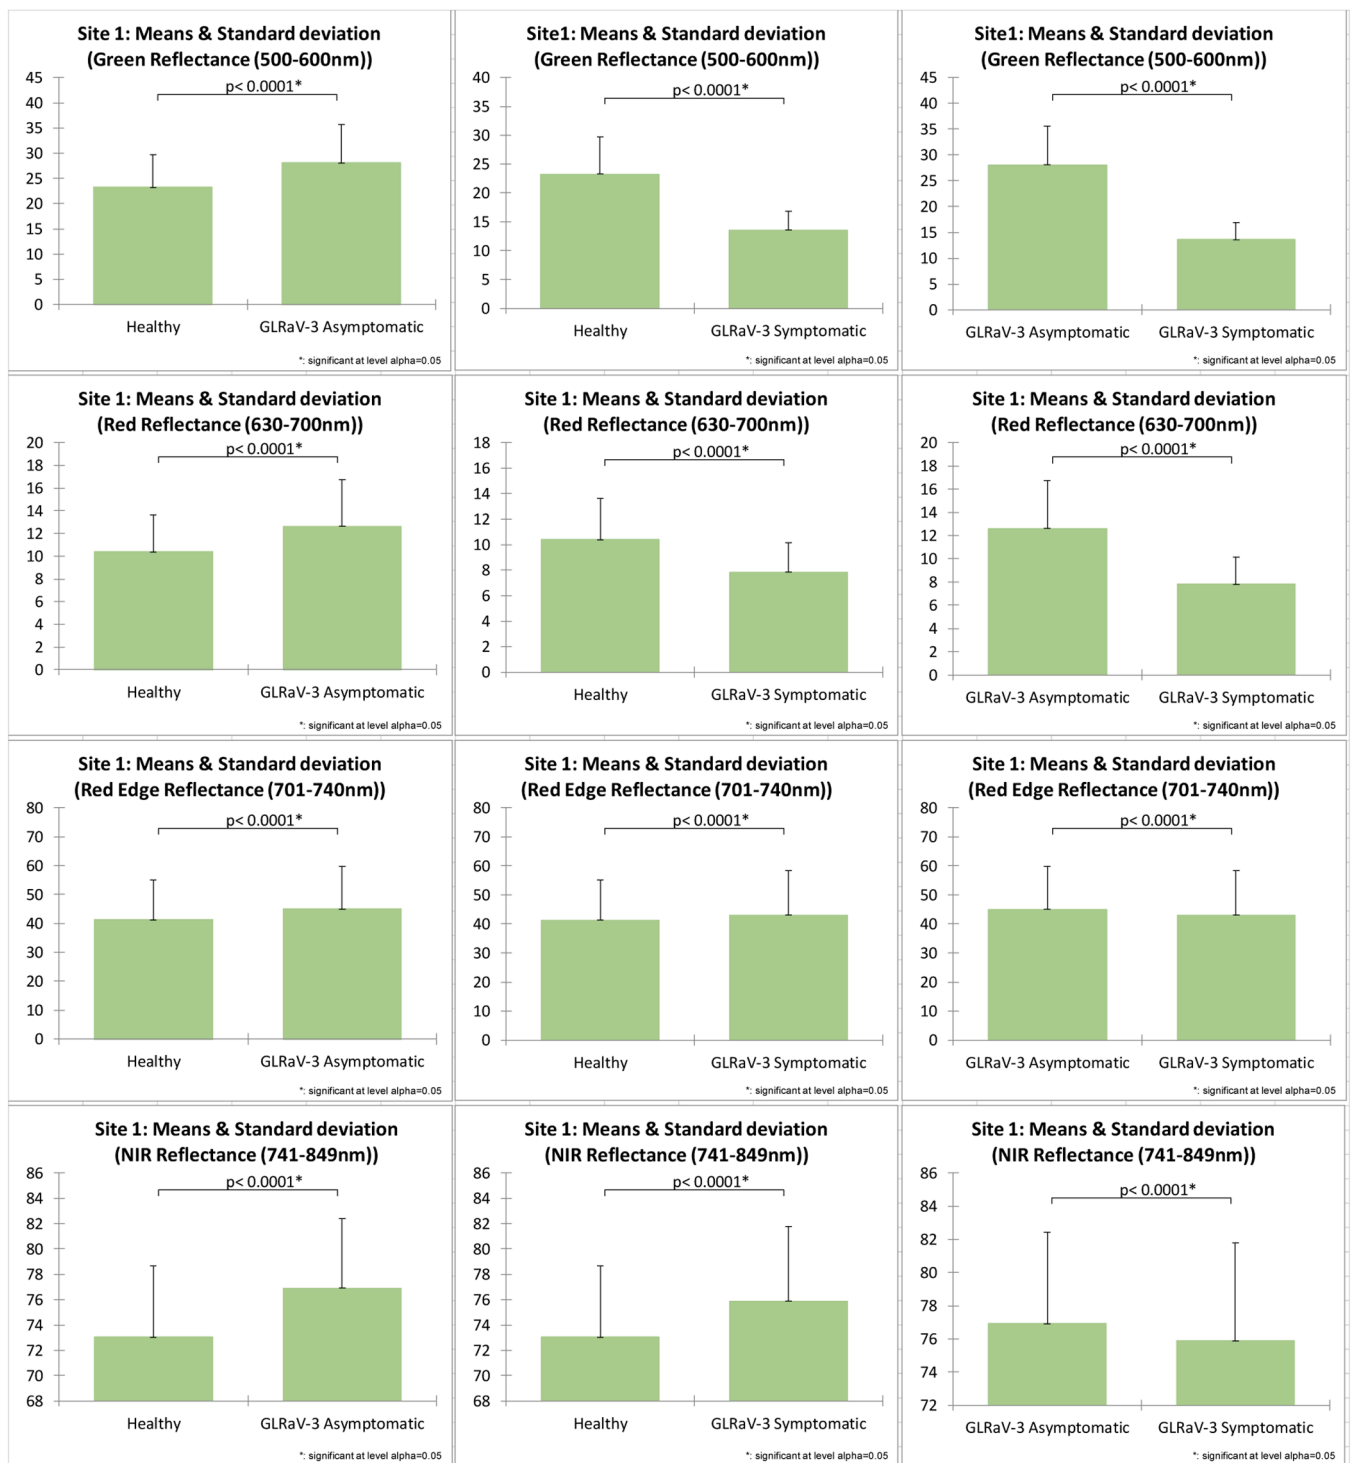 Site 1: Means & Standard deviation
(Green Reflectance (500-600nm))
45
p< 0.0001*
40
35
30
25
20
15
10
5
0
Healthy
GLRaV-3 Asymptomatic
*: significant at level alpha=0.05
Site1: Means & Standard deviation
(Green Reflectance (500-600nm))
40
p< 0.0001*
35
30
25
20
15
10
5
0
Healthy
GLRaV-3 Symptomatic
*: significant at level alpha=0.05
Site1: Means & Standard deviation
(Green Reflectance (500-600nm))
45
p< 0.0001*
40
35
30
25
20
15
10
5
0
GLRaV-3 Asymptomatic
GLRaV-3 Symptomatic
*: significant at level alpha=0.05
Site 1: Means & Standard deviation
(Red Reflectance (630-700nm))
20
p< 0.0001*
18
16
14
12
10
8
6
4
2
0
Healthy
GLRaV-3 Asymptomatic
*: significant at level alpha=0.05
Site 1: Means & Standard deviation
(Red Reflectance (630-700nm))
18
p< 0.0001*
16
14
12
10
8
6
4
2
0
Healthy
GLRaV-3 Symptomatic
*: significant at level alpha=0.05
Site 1: Means & Standard deviation
(Red Reflectance (630-700nm))
20
p< 0.0001*
18
16
14
12
10
8
6
4
2
0
GLRaV-3 Asymptomatic
GLRaV-3 Symptomatic
*: significant at level alpha=0.05
Site 1: Means & Standard deviation
(Red Edge Reflectance (701-740nm))
80
p< 0.0001*
70
60
50
40
30
20
10
0
Healthy
GLRaV-3 Asymptomatic
*: significant at level alpha=0.05
Site 1: Means & Standard deviation
(Red Edge Reflectance (701-740nm))
80
p< 0.0001*
70
60
50
40
30
20
10
0
Healthy
GLRaV-3 Symptomatic
*: significant at level alpha=0.05
Site 1: Means & Standard deviation
(Red Edge Reflectance (701-740nm))
80
p< 0.0001*
70
60
50
40
30
20
10
0
GLRaV-3 Asymptomatic
GLRaV-3 Symptomatic
*: significant at level alpha=0.05
Site 1: Means & Standard deviation
(NIR Reflectance (741-849nm))
86
p< 0.0001*
84
82
80
78
76
74
72
70
68
Healthy
GLRaV-3 Asymptomatic
*: significant at level alpha=0.05
Site 1: Means & Standard deviation
(NIR Reflectance (741-849nm))
86
p< 0.0001*
84
82
80
78
76
74
72
70
68
Healthy
GLRaV-3 Symptomatic
*: significant at level alpha=0.05
Site 1: Means & Standard deviation
(NIR Reflectance (741-849nm))
86
p< 0.0001*
84
82
80
78
76
74
72
GLRaV-3 Asymptomatic
GLRaV-3 Symptomatic
*: significant at level alpha=0.05